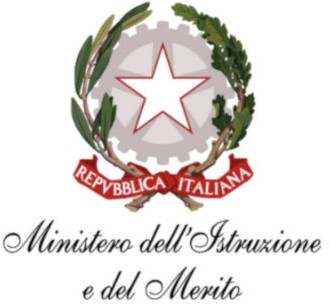 REPVBBLICA ITALIANA
Ministero dell'Istruzione
e del Merito